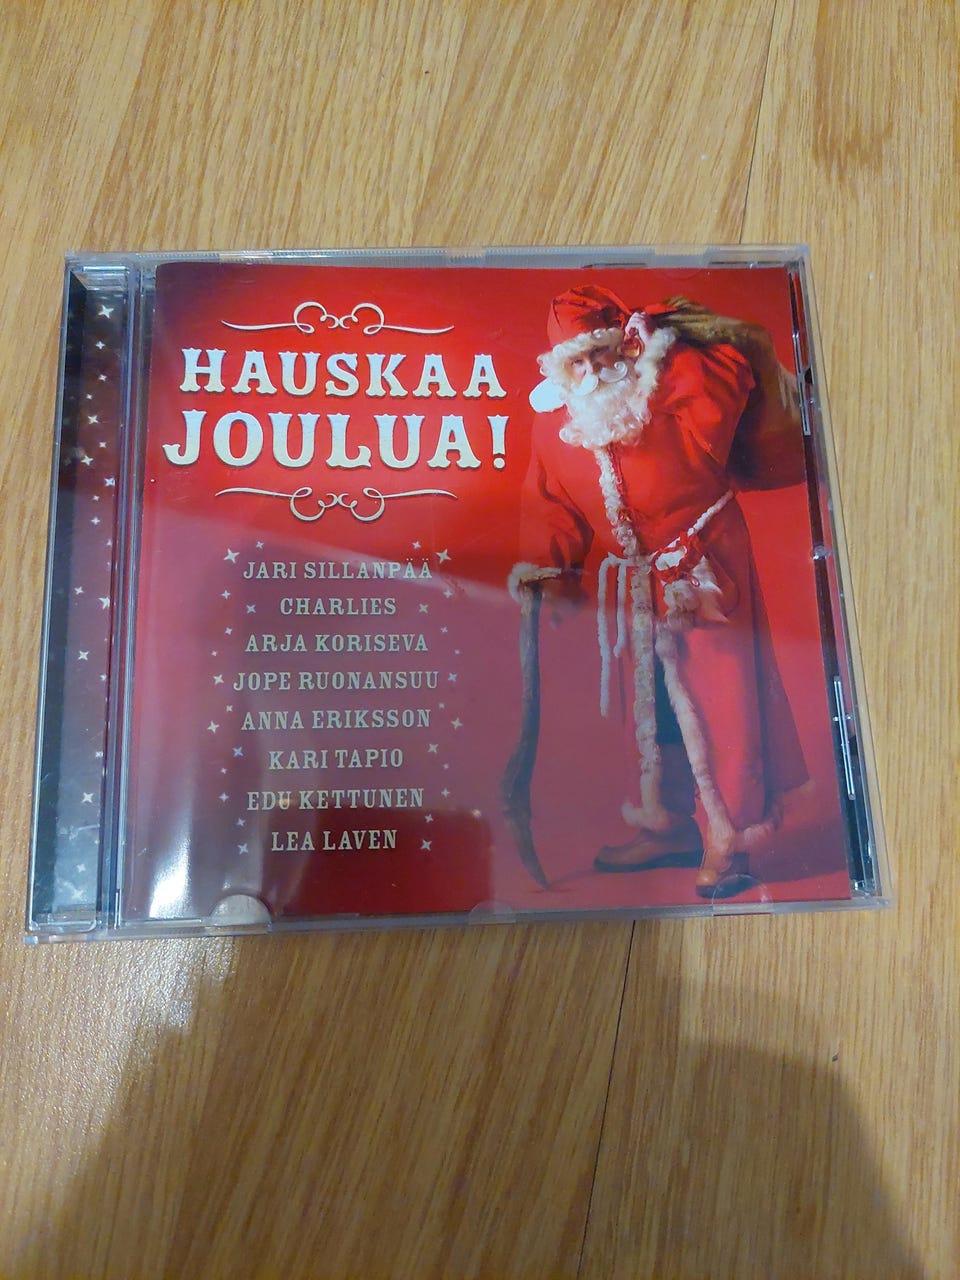 HAUSKAA
JOULUA!
JARI SILLANPÄÄ
CHARLIES
ARJA KORISEVA
JOPE RUONANSUU
ANNA ERIKSSON
KARI TAPIO
EDU KETTUNEN
LEA LAVEN